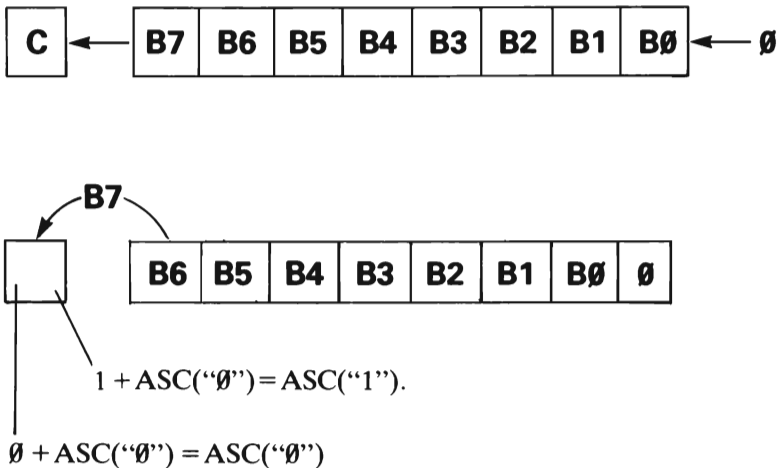 C B7 B6 B5 B4 B3 B2 B1 BØ Ø
B7
B6 B5 B4 B3 B2 B1 BØ Ø
1 + ASC(“Ø”) = ASC(“1”).
Ø + ASC(“Ø”) = ASC(“Ø”)